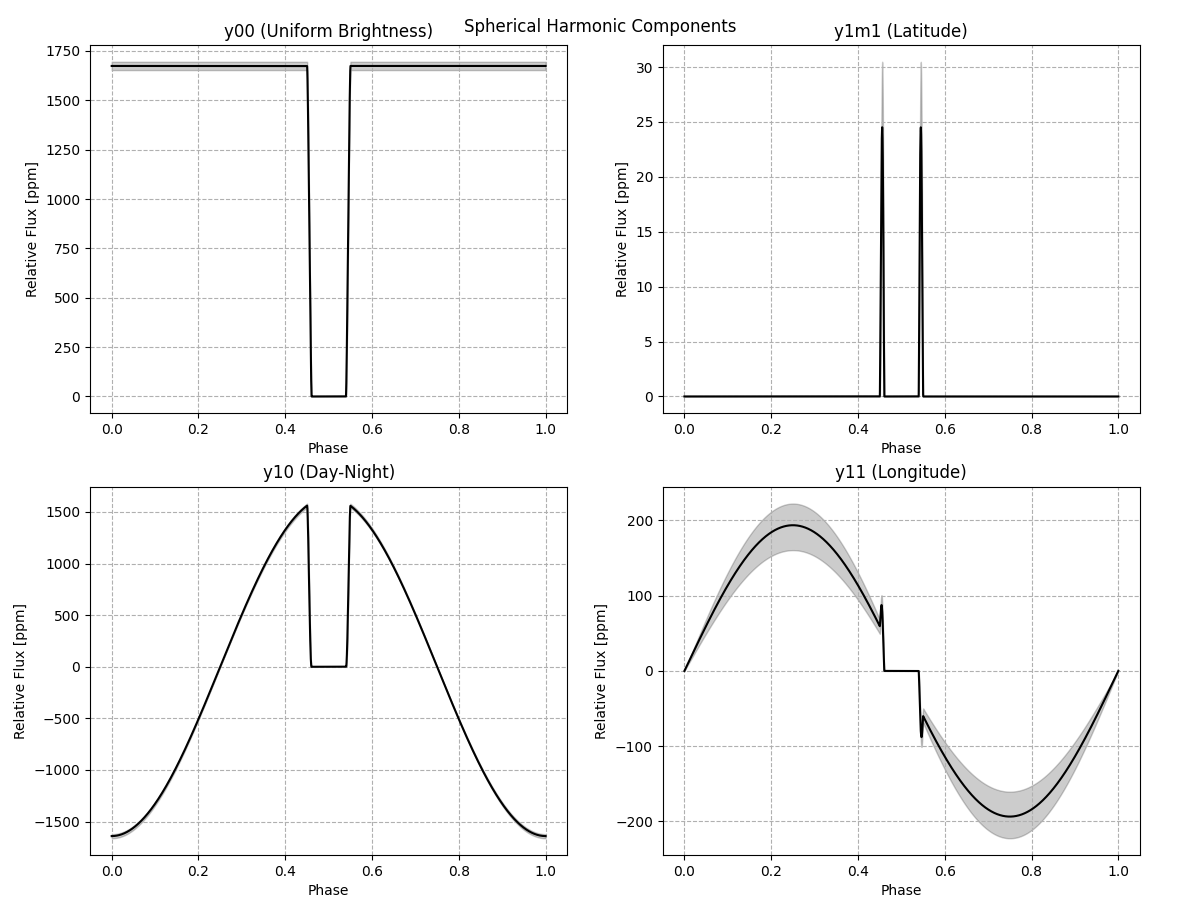 Spherical Harmonic Components
y00 (Uniform Brightness)
1750
1500
1250
1000
750
500
250
0
Relative Flux [ppm]
0.0 0.2 0.4 0.6 0.8 1.0
Phase
y1m1 (Latitude)
30
25
20
15
10
5
0
Relative Flux [ppm]
0.0 0.2 0.4 0.6 0.8 1.0
Phase
y10 (Day-Night)
1500
1000
500
0
−500
−1000
−1500
Relative Flux [ppm]
0.0 0.2 0.4 0.6 0.8 1.0
Phase
y11 (Longitude)
200
100
0
−100
−200
Relative Flux [ppm]
0.0 0.2 0.4 0.6 0.8 1.0
Phase